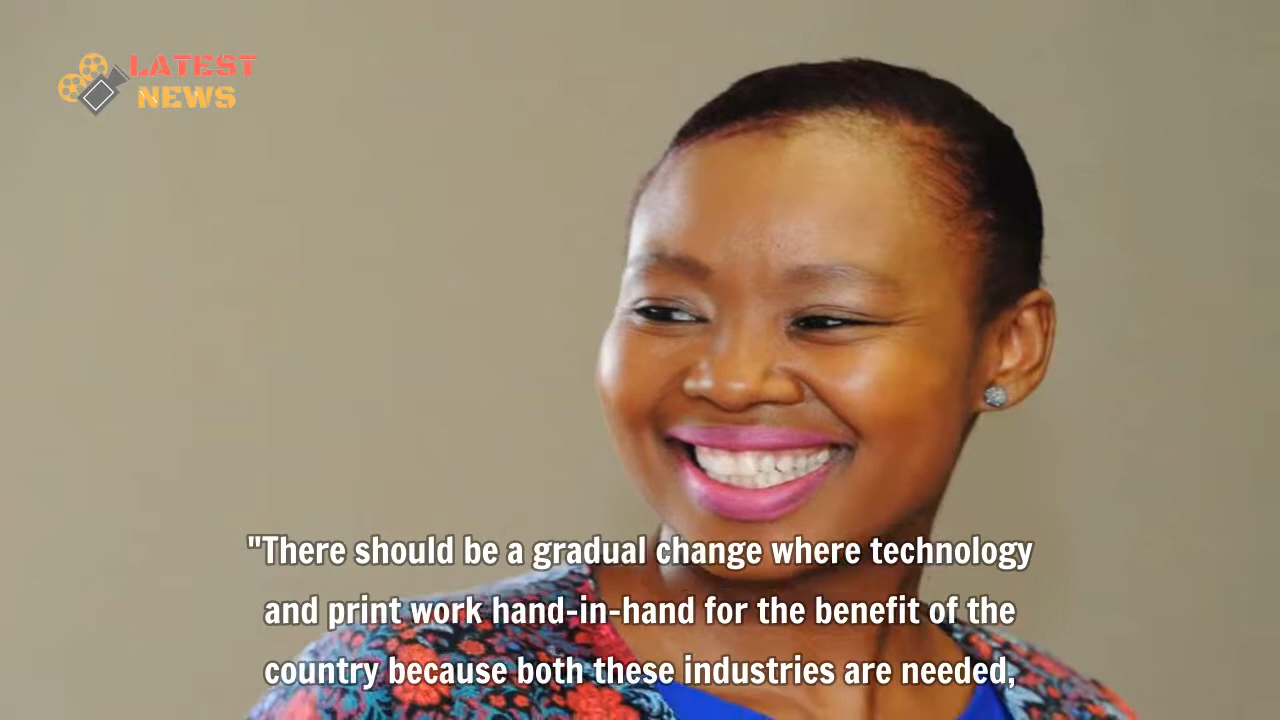 LATEST
NEWS
"There should be a gradual change where technology
and print work hand-in-hand for the benefit of the
country because both these industries are needed,